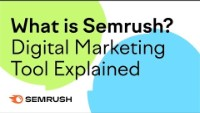 What is Semrush?
Digital Marketing
Tool Explained
SEMRUSH